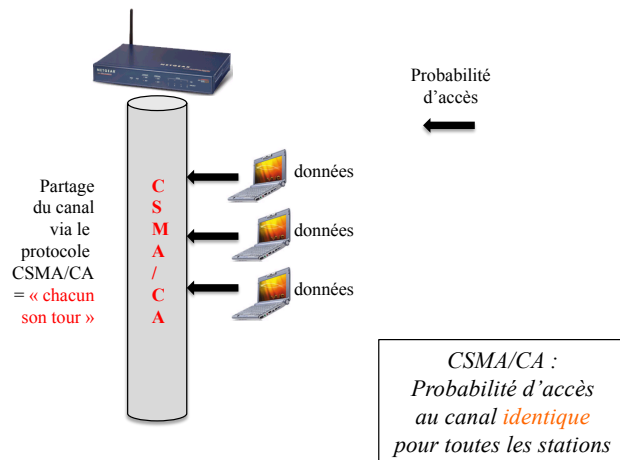 NETGEAR
Probabilité
d'accès
données
Partage
du canal
via le
protocole
CSMA/CA
= « chacun
son tour »
C
S
M
A
/
C
A
données
données
CSMA/CA :
Probabilité d'accès
au canal identique
pour toutes les stations